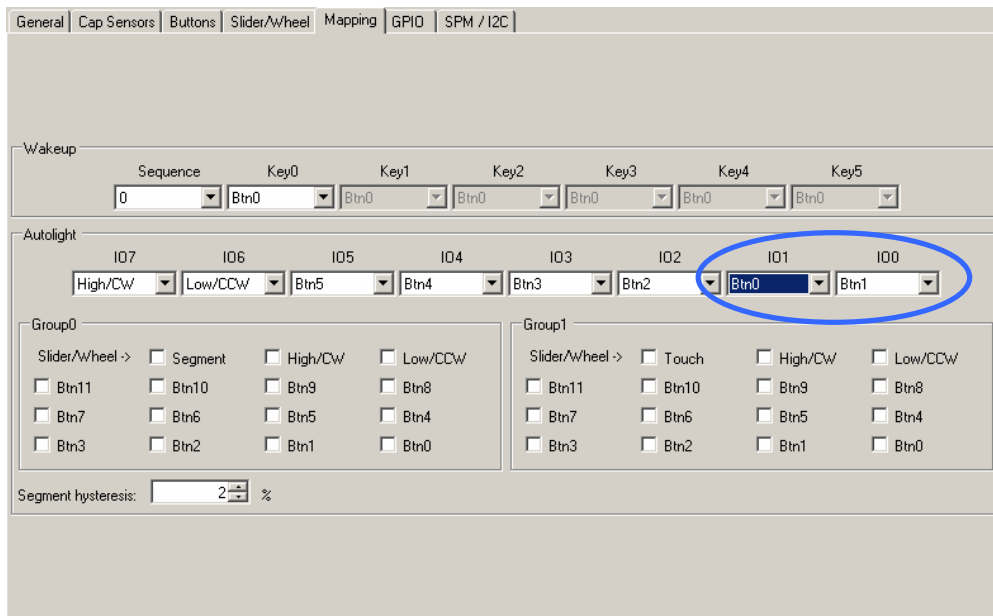 General Cap Sensors Buttons Slider/Wheel Mapping GPIO SPM / I2C
Wakeup
Sequence Key0 Key1 Key2 Key3 Key4 Key5
0 Btn0 Btn0 Btn0 Btn0 Btn0 Btn0
Autolight
IO7 IO6 IO5 IO4 IO3 IO2 IO1 IO0
High/CW Low/CCW Btn5 Btn4 Btn3 Btn2 Btn0 Btn1
Group0 Group1
Slider/Wheel -> Segment High/CW Low/CCW Slider/Wheel -> Touch High/CW Low/CCW
Btn11 Btn10 Btn9 Btn8 Btn11 Btn10 Btn9 Btn8
Btn7 Btn6 Btn5 Btn4 Btn7 Btn6 Btn5 Btn4
Btn3 Btn2 Btn1 Btn0 Btn3 Btn2 Btn1 Btn0
Segment hysteresis: 2 %